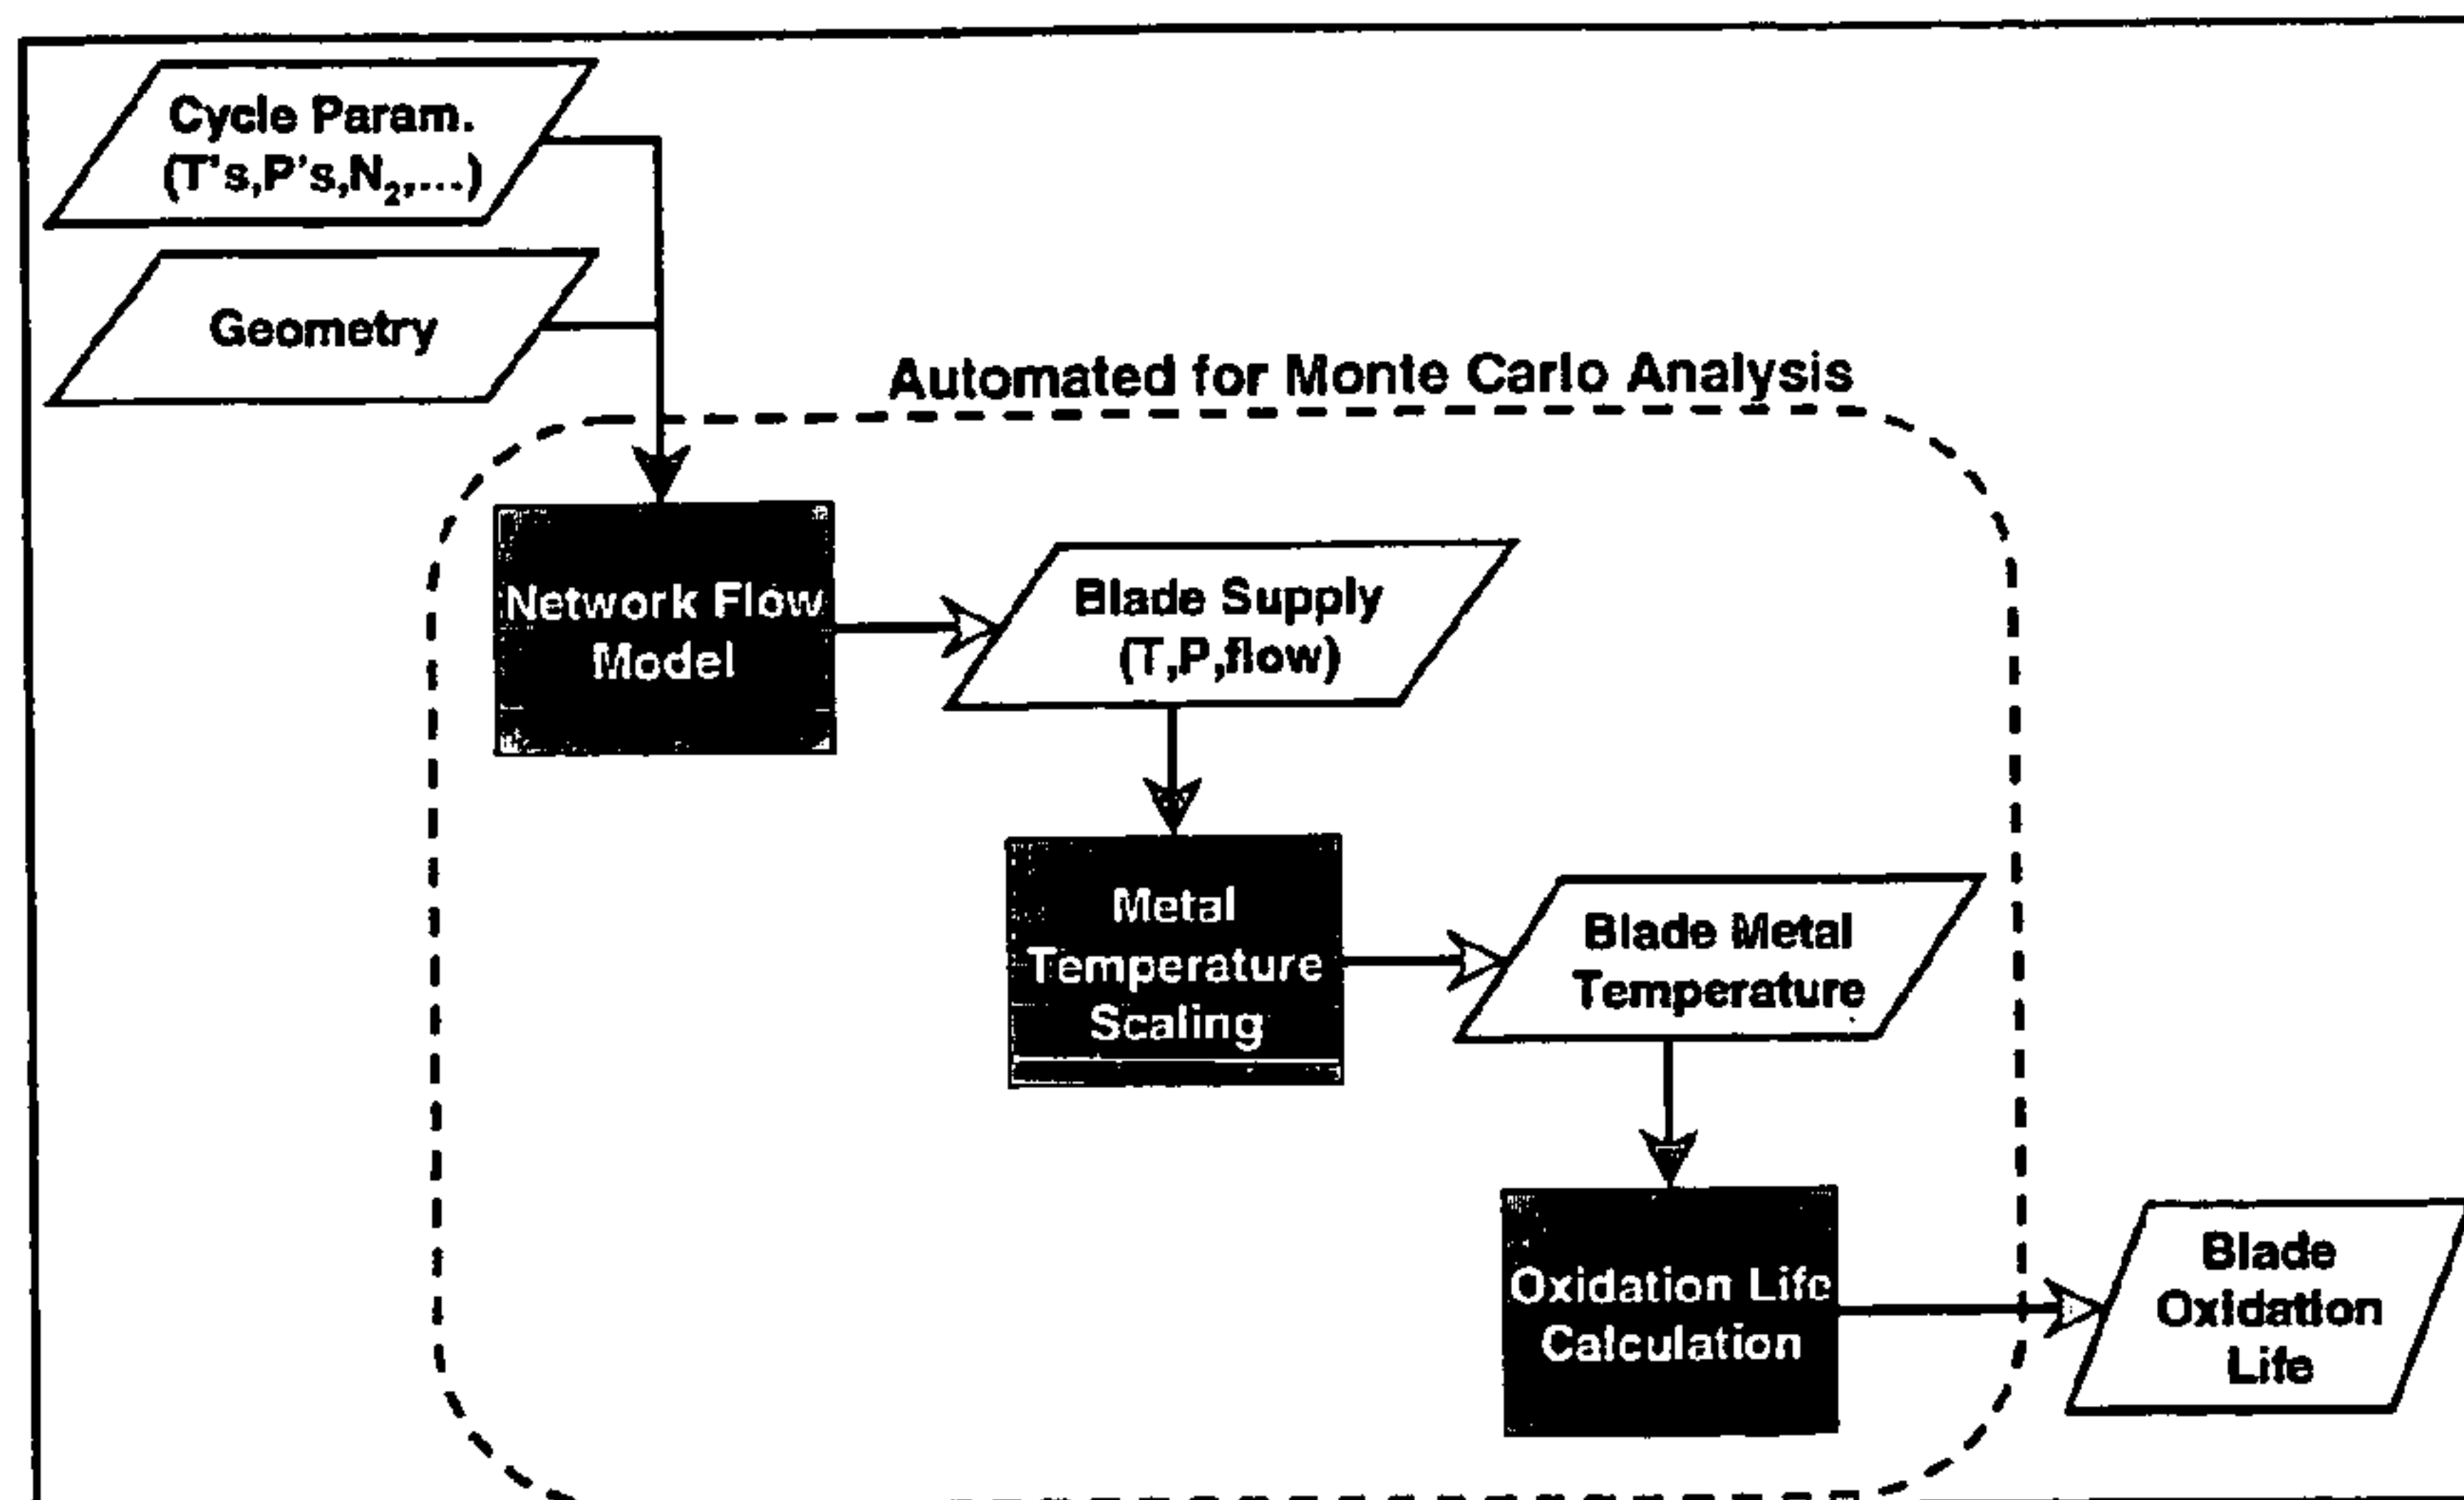 Cycle Param.
(T's,P's,N₂,...)
Geometry
Automated for Monte Carlo Analysis
Network Flow
Model
Blade Supply
(T,P,flow)
Metal
Temperature
Scaling
Blade Metal
Temperature
Oxidation Life
Calculation
Blade
Oxidation
Life